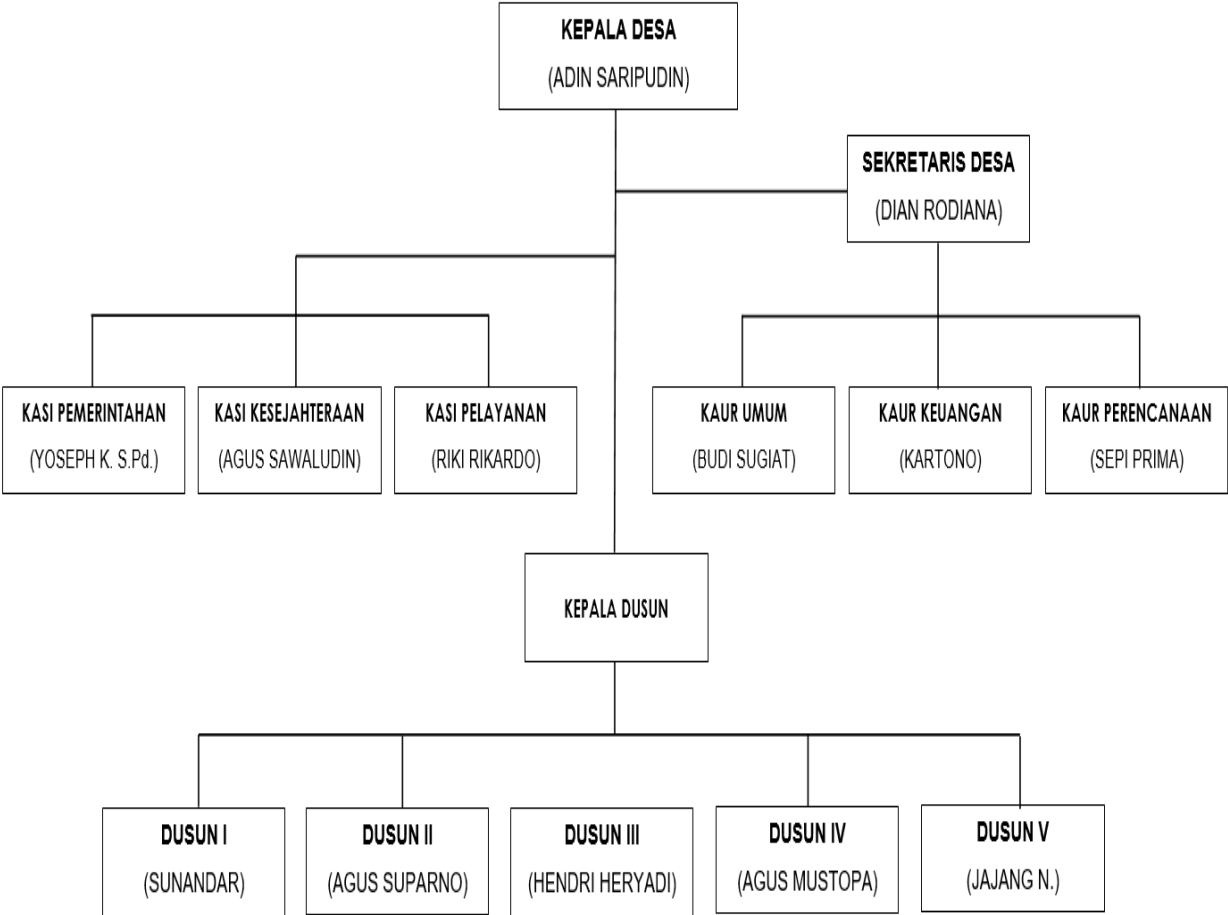 KEPALA DESA
(ADIN SARIPUDIN)
SEKRETARIS DESA
(DIAN RODIANA)
KASI PEMERINTAHAN
(YOSEPH K. S.Pd.)
KASI KESEJAHTERAAN
(AGUS SAWALUDIN)
KASI PELAYANAN
(RIKI RIKARDO)
KAUR UMUM
(BUDI SUGIAT)
KAUR KEUANGAN
(KARTONO)
KAUR PERENCANAAN
(SEPI PRIMA)
KEPALA DUSUN
DUSUN I
(SUNANDAR)
DUSUN II
(AGUS SUPARNO)
DUSUN III
(HENDRI HERYADI)
DUSUN IV
(AGUS MUSTOPA)
DUSUN V
(JAJANG N.)